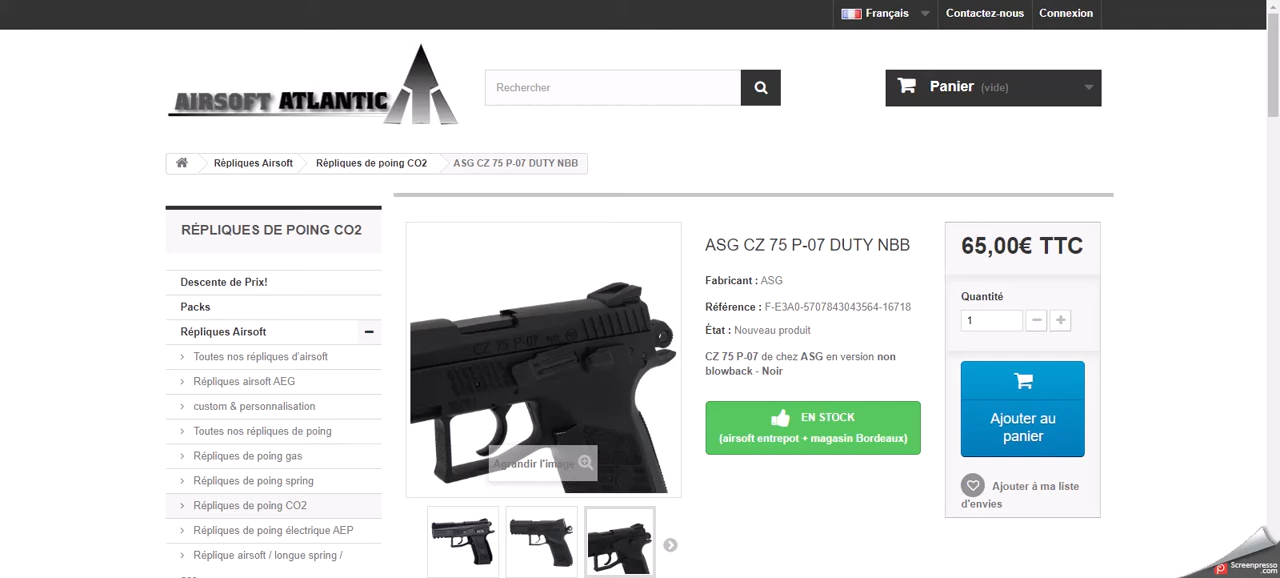 Français
Contactez-nous
Connexion
AIRSOFT ATLANTIC
Rechercher
Panier (vide)
Répliques Airsoft
Répliques de poing CO2
ASG CZ 75 P-07 DUTY NBB
RÉPLIQUES DE POING CO2
Descente de Prix!
Packs
Répliques Airsoft
Toutes nos répliques d'airsoft
Répliques airsoft AEG
custom & personnalisation
Toutes nos répliques de poing
Répliques de poing gas
Répliques de poing spring
Répliques de poing CO2
Répliques de poing électrique AEP
Réplique airsoft / longue spring /
CZ 75 P-07
Agrandir l'image
ASG CZ 75 P-07 DUTY NBB
Fabricant : ASG
Référence : F-E3A0-5707843043564-16718
État : Nouveau produit
CZ 75 P-07 de chez ASG en version non
blowback - Noir
EN STOCK
(airsoft entrepot + magasin Bordeaux)
65,00€ TTC
Quantité
1
Ajouter au
panier
Ajouter à ma liste
d'envies
Screenpresso
.com